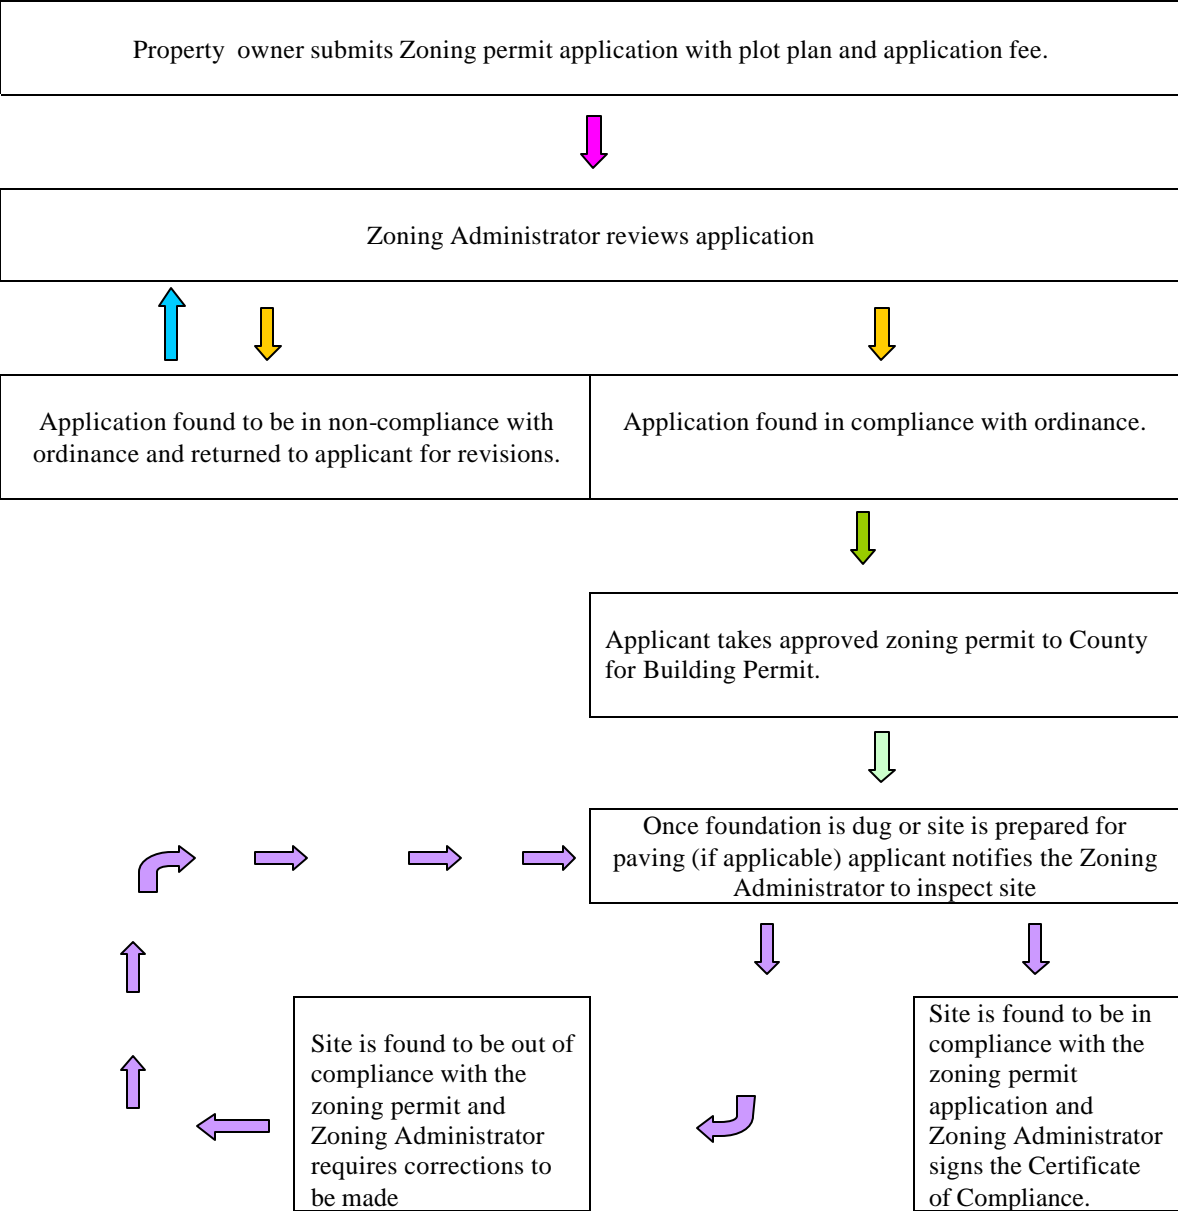 Property owner submits Zoning permit application with plot plan and application fee.
Zoning Administrator reviews application
Application found to be in non-compliance with
ordinance and returned to applicant for revisions.
Application found in compliance with ordinance.
Applicant takes approved zoning permit to County
for Building Permit.
Once foundation is dug or site is prepared for
paving (if applicable) applicant notifies the Zoning
Administrator to inspect site
Site is found to be out of
compliance with the
zoning permit and
Zoning Administrator
requires corrections to
be made
Site is found to be in
compliance with the
zoning permit
application and
Zoning Administrator
signs the Certificate
of Compliance.